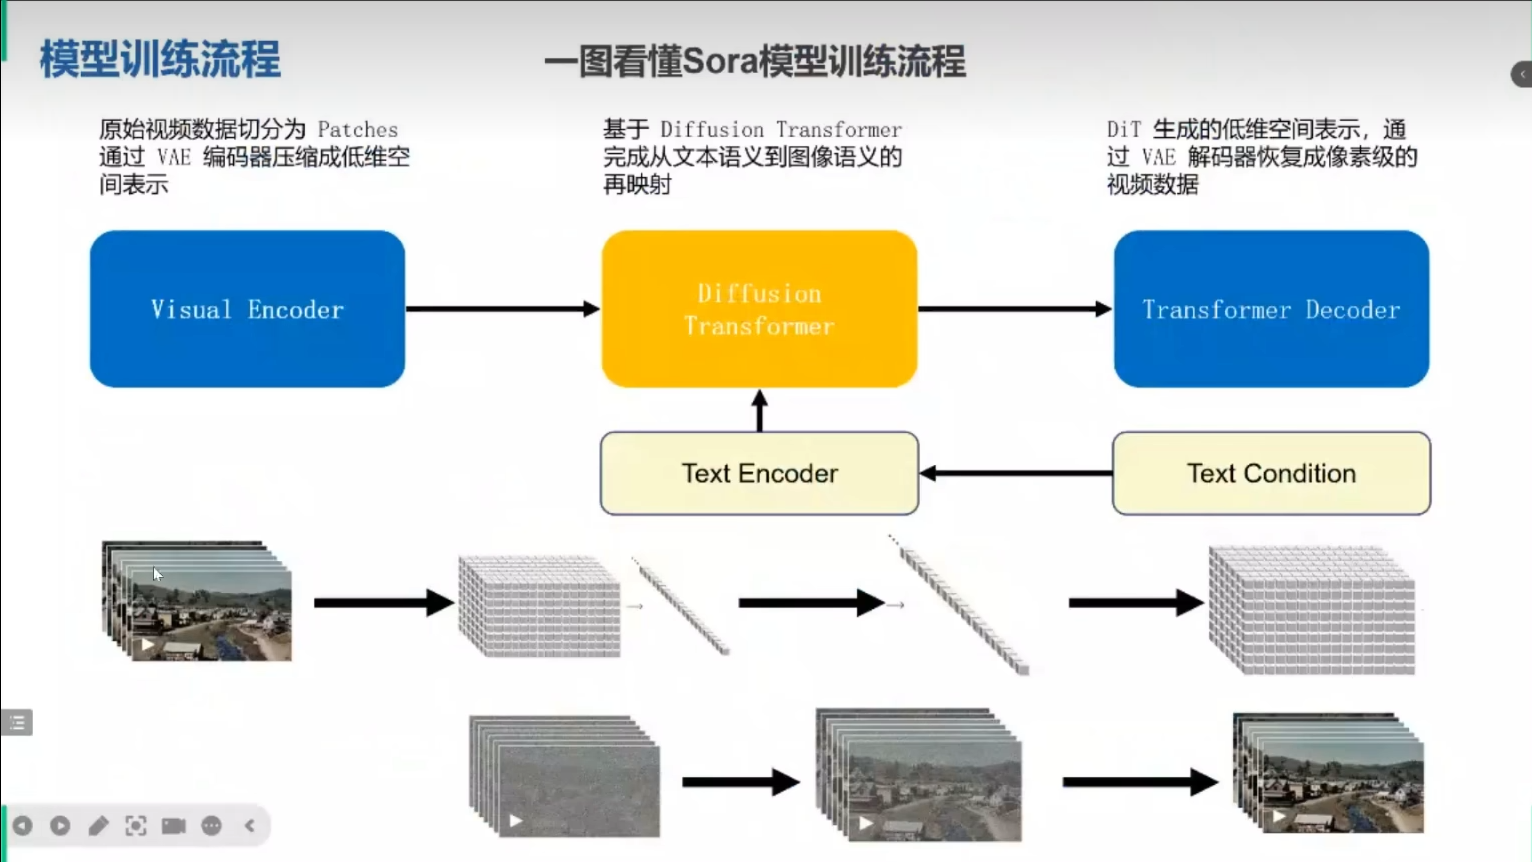 模型训练流程
一图看懂Sora模型训练流程
原始视频数据切分为 Patches
通过 VAE 编码器压缩成低维空
间表示
基于 Diffusion Transformer
完成从文本语义到图像语义的
再映射
DiT 生成的低维空间表示，通
过 VAE 解码器恢复成像素级的
视频数据
Visual Encoder
Diffusion
Transformer
Transformer Decoder
Text Encoder
Text Condition